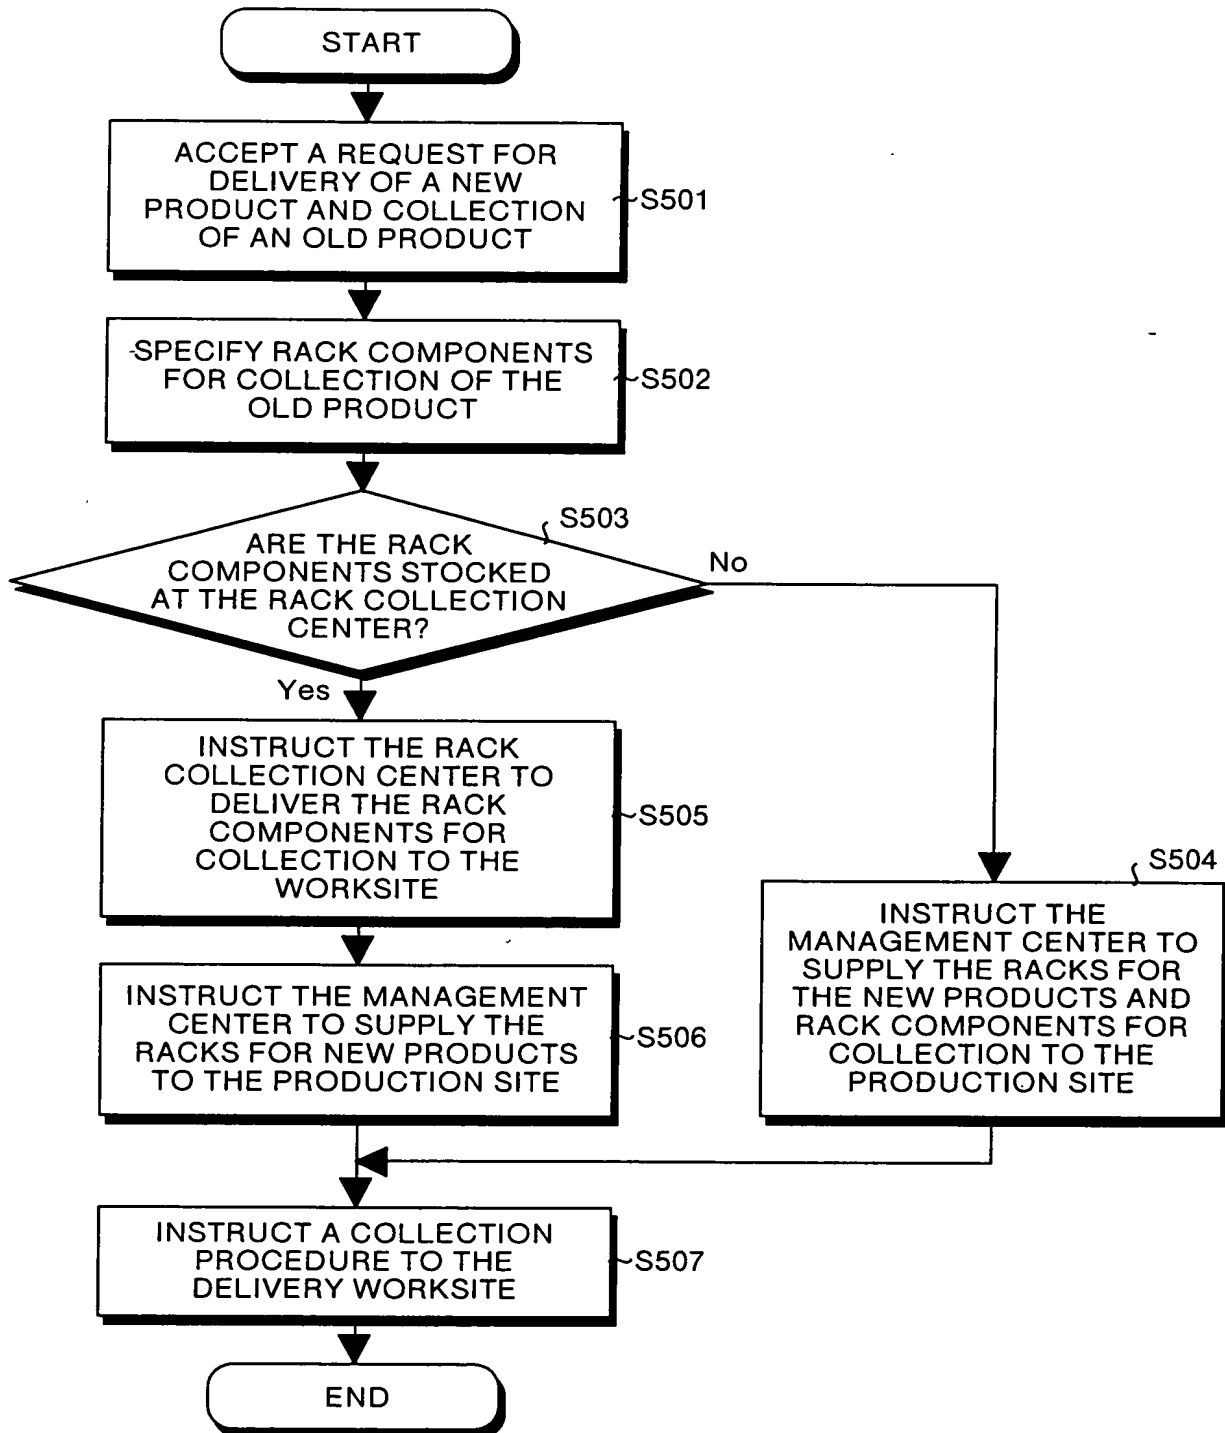 START
ACCEPT A REQUEST FOR
DELIVERY OF A NEW
PRODUCT AND COLLECTION
OF AN OLD PRODUCT
S501
SPECIFY RACK COMPONENTS
FOR COLLECTION OF THE
OLD PRODUCT
S502
S503
ARE THE RACK
COMPONENTS STOCKED
AT THE RACK COLLECTION
CENTER?
No
Yes
INSTRUCT THE RACK
COLLECTION CENTER TO
DELIVER THE RACK
COMPONENTS FOR
COLLECTION TO THE
WORKSITE
S505
S504
INSTRUCT THE
MANAGEMENT CENTER TO
SUPPLY THE RACKS FOR
THE NEW PRODUCTS AND
RACK COMPONENTS FOR
COLLECTION TO THE
PRODUCTION SITE
INSTRUCT THE MANAGEMENT
CENTER TO SUPPLY THE
RACKS FOR NEW PRODUCTS
TO THE PRODUCTION SITE
S506
INSTRUCT A COLLECTION
PROCEDURE TO THE
DELIVERY WORKSITE
S507
END